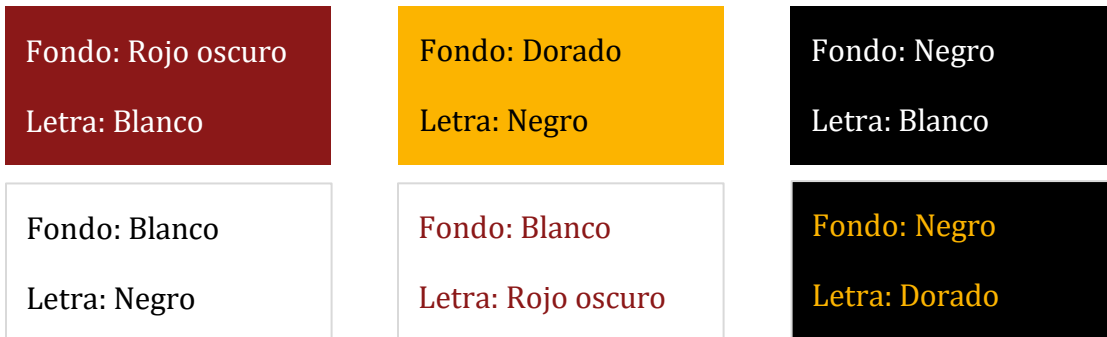 Fondo: Rojo oscuro
Letra: Blanco
Fondo: Dorado
Letra: Negro
Fondo: Negro
Letra: Blanco
Fondo: Blanco
Letra: Negro
Fondo: Blanco
Letra: Rojo oscuro
Fondo: Negro
Letra: Dorado